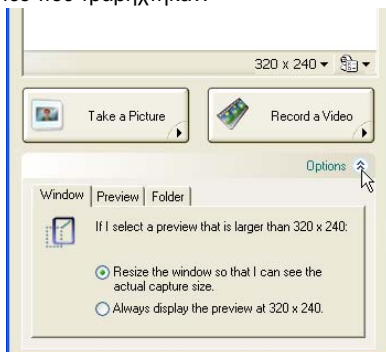 320 x 240
Take a Picture
Record a Video
Options
Window
Preview
Folder
If I select a preview that is larger than 320 x 240:
Resize the window so that I can see the
actual capture size.
Always display the preview at 320 x 240.